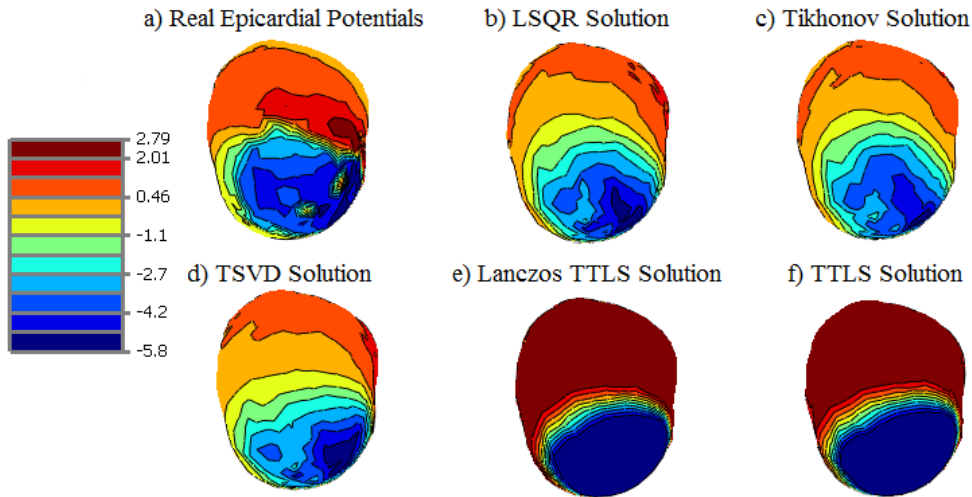 a) Real Epicardial Potentials
b) LSQR Solution
c) Tikhonov Solution
2.79
2.01
0.46
-1.1
-2.7
-4.2
-5.8
d) TSVD Solution
e) Lanczos TTLS Solution
f) TTLS Solution